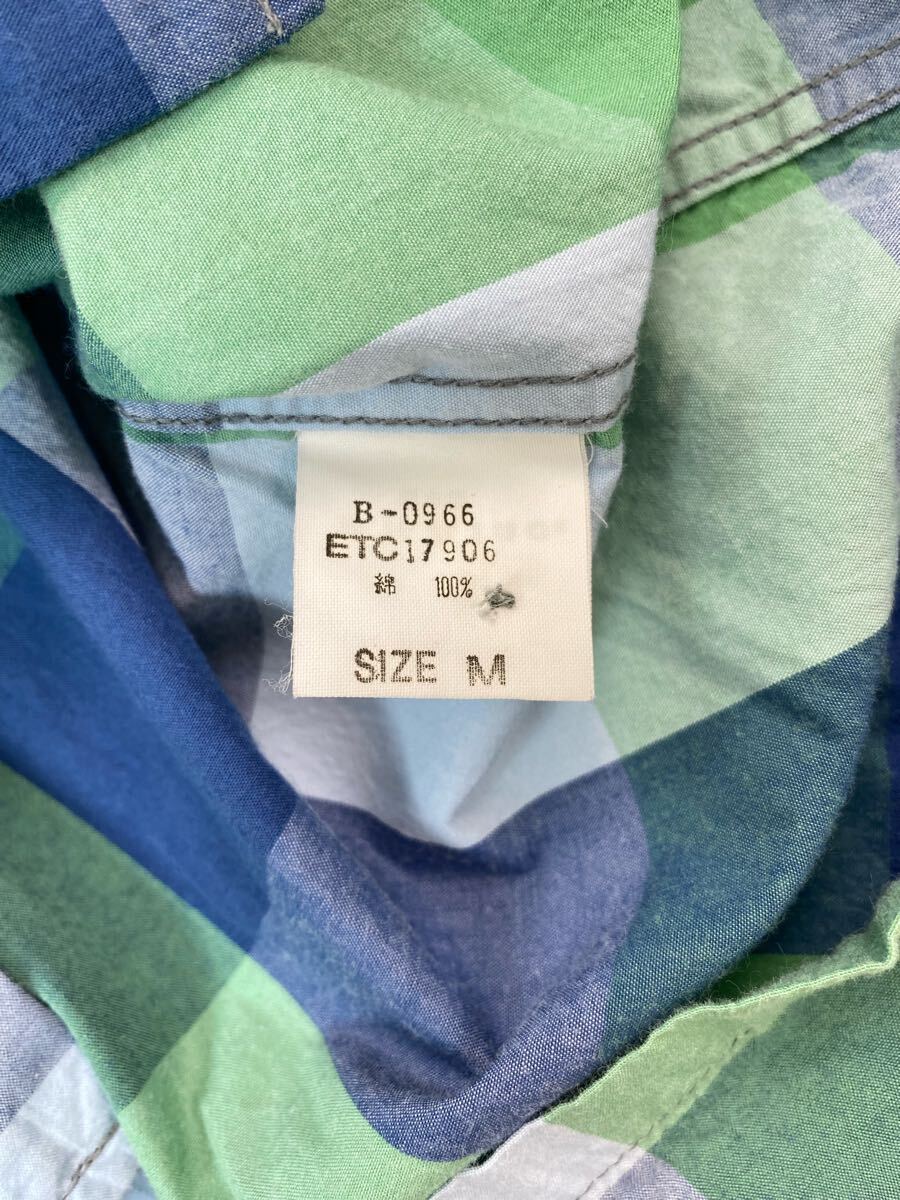 B-0966
ETC17906
綿 100%
SIZE M